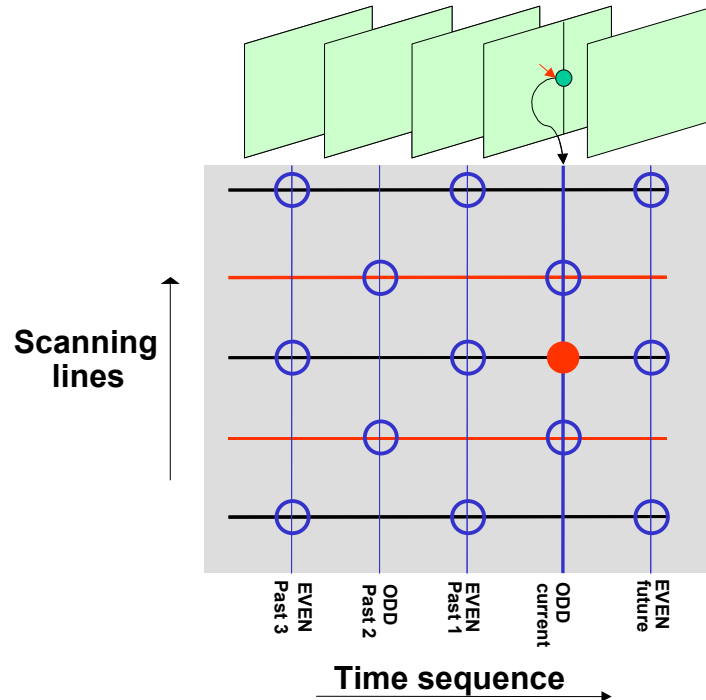 Scanning
lines
EVEN
Past 3
ODD
Past 2
EVEN
Past 1
ODD
current
EVEN
future
Time sequence